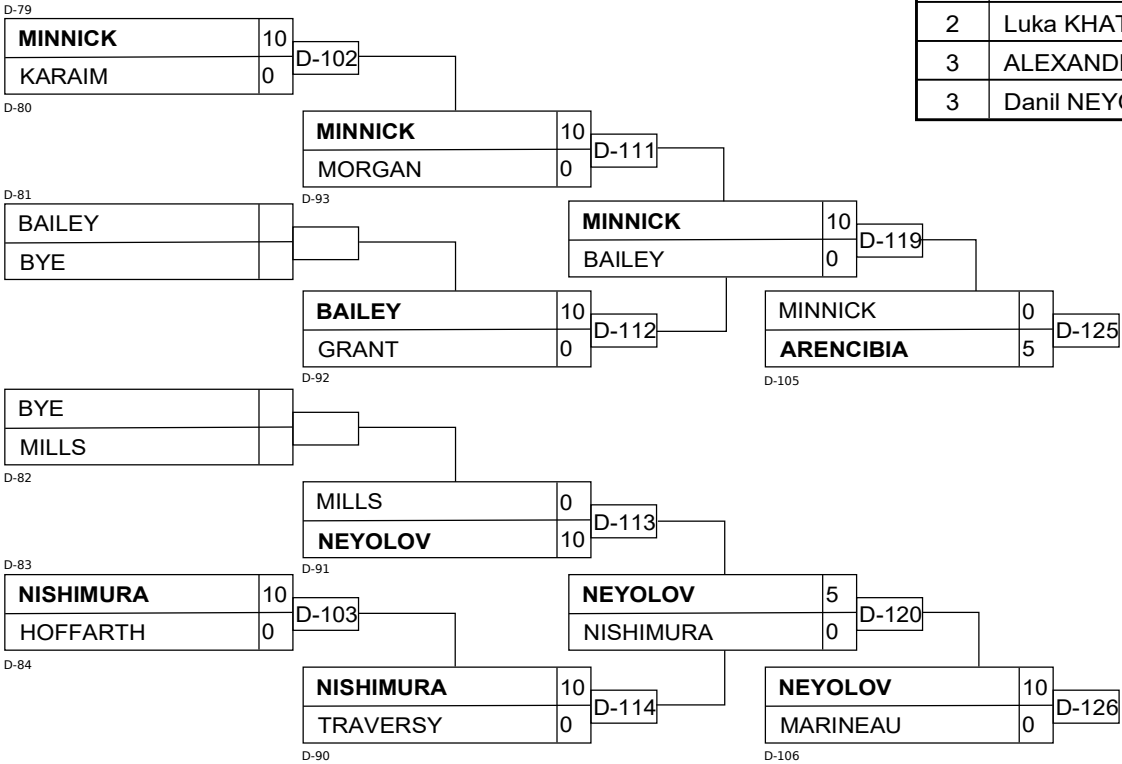 D-79
MINNICK 10
KARAIM 0
D-80
D-102
2
3
3 Danil
MINNICK 10
MORGAN 0
D-93
D-111
D-81
BAILEY
BYE
MINNICK 10
BAILEY 0
D-119
BAILEY 10
GRANT 0
D-92
D-112
MINNICK 0
ARENCIBIA 5
D-105
D-125
BYE
MILLS
D-82
MILLS 0
NEYOLOV 10
D-91
D-113
D-83
NISHIMURA 10
HOFFARTH 0
D-84
D-103
NEYOLOV 5
NISHIMURA 0
D-120
NISHIMURA 10
TRAVERSY 0
D-90
D-114
NEYOLOV 10
MARINEAU 0
D-106
D-126
2 Luka